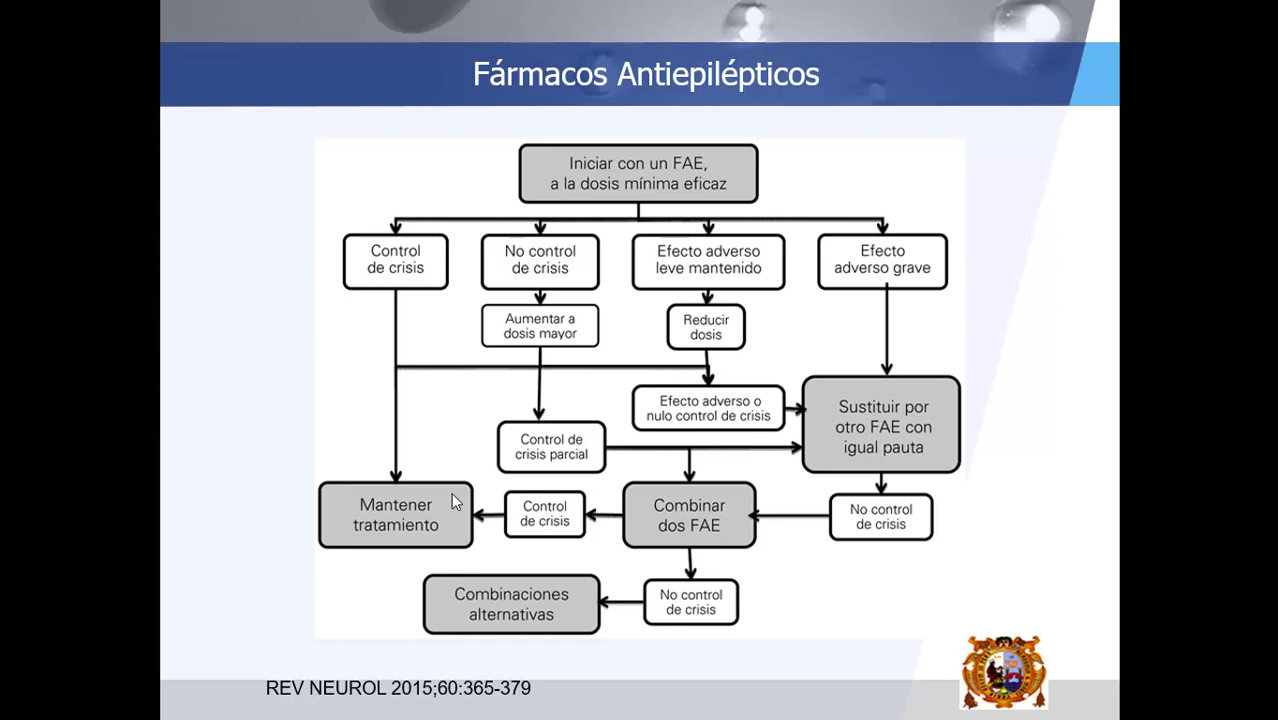 Fármacos Antiepilépticos
Iniciar con un FAE,
a la dosis mínima eficaz
Control
de crisis
No control
de crisis
Efecto adverso
leve mantenido
Efecto
adverso grave
Aumentar a
dosis mayor
Reducir
dosis
Efecto adverso o
nulo control de crisis
Sustituir por
otro FAE con
igual pauta
Control de
crisis parcial
Mantener
tratamiento
Control
de crisis
Combinar
dos FAE
No control
de crisis
Combinaciones
alternativas
No control
de crisis
REV NEUROL 2015;60:365-379